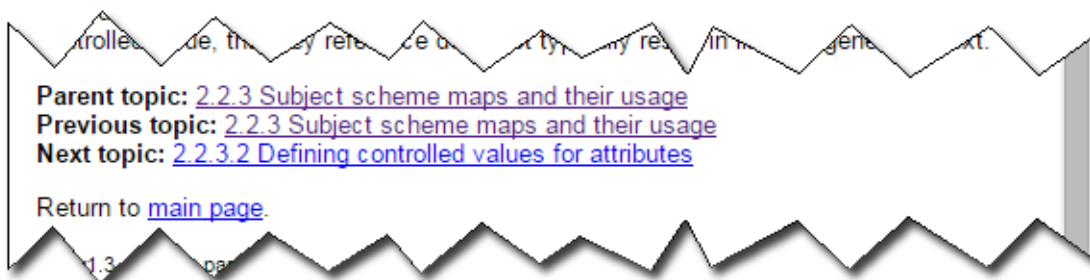 Parent topic: 2.2.3 Subject scheme maps and their usage
Previous topic: 2.2.3 Subject scheme maps and their usage
Next topic: 2.2.3.2 Defining controlled values for attributes
Return to main page.